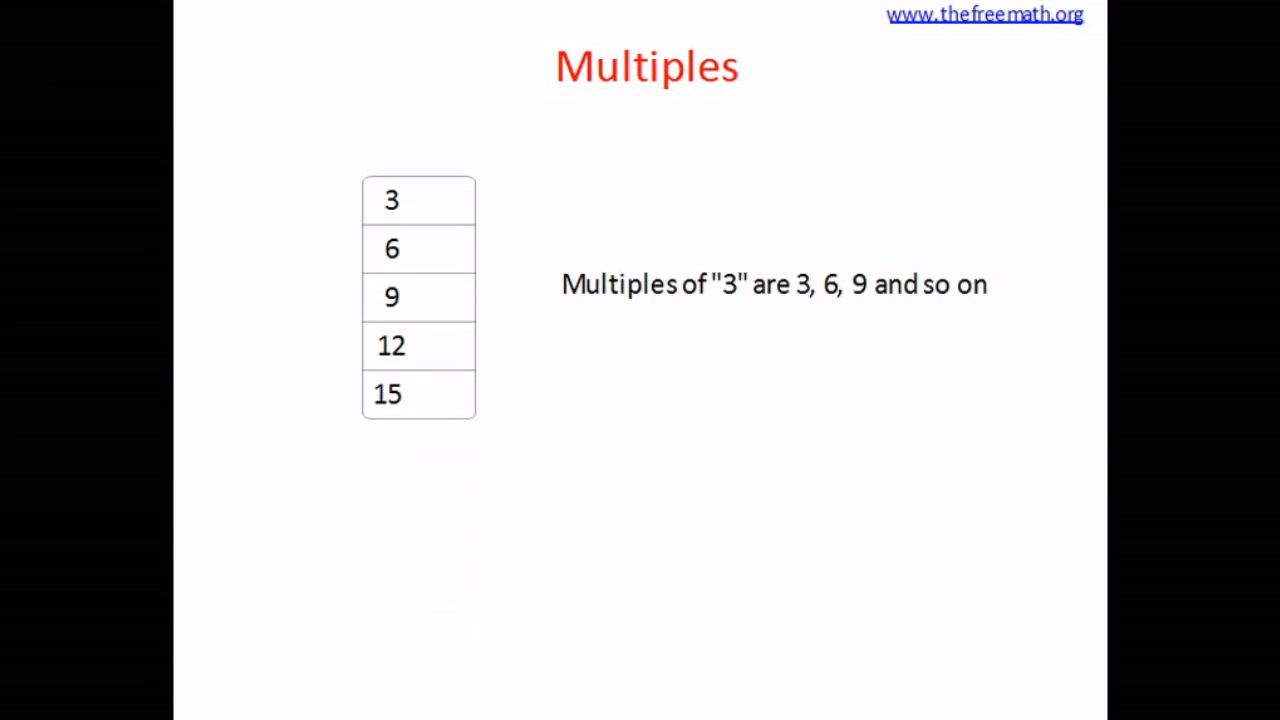 www.thefreemath.org
Multiples
3
6
9
12
15
Multiples of "3" are 3, 6, 9 and so on